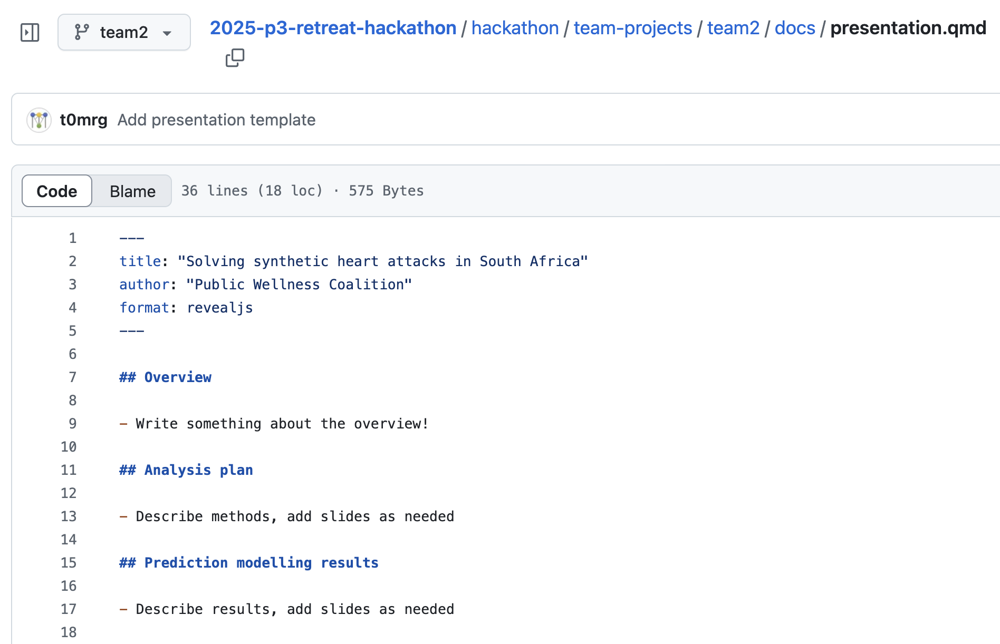 team2
2025-p3-retreat-hackathon / hackathon / team-projects / team2 / docs / presentation.qmd
t0mrg Add presentation template
Code Blame 36 lines (18 loc) · 575 Bytes
1 ---
2 title: "Solving synthetic heart attacks in South Africa"
3 author: "Public Wellness Coalition"
4 format: revealjs
5 ---
6
7 ## Overview
8
9 - Write something about the overview!
10
11 ## Analysis plan
12
13 - Describe methods, add slides as needed
14
15 ## Prediction modelling results
16
17 - Describe results, add slides as needed
18